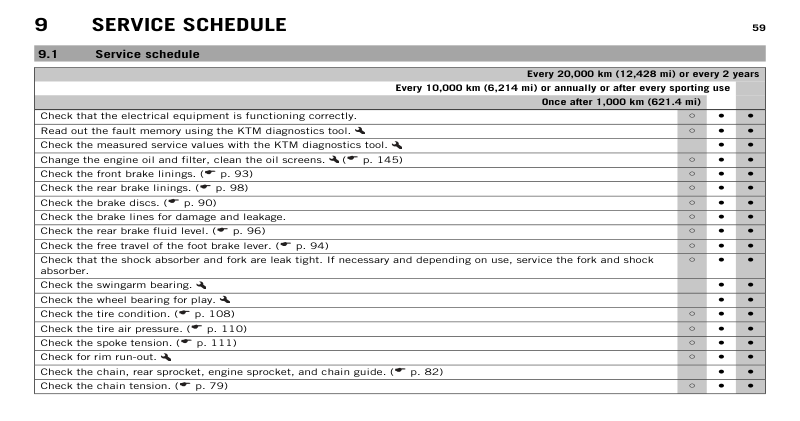 9 SERVICE SCHEDULE 59
9.1 Service schedule
Every 20,000 km (12,428 mi) or every 2 years
Every 10,000 km (6,214 mi) or annually or after every sporting use
Once after 1,000 km (621.4 mi)
Check that the electrical equipment is functioning correctly. ○ ● ●
Read out the fault memory using the KTM diagnostics tool. ○ ● ●
Check the measured service values with the KTM diagnostics tool. ● ●
Change the engine oil and filter, clean the oil screens. (☛ p. 145) ○ ● ●
Check the front brake linings. (☛ p. 93) ○ ● ●
Check the rear brake linings. (☛ p. 98) ○ ● ●
Check the brake discs. (☛ p. 90) ○ ● ●
Check the brake lines for damage and leakage. ○ ● ●
Check the rear brake fluid level. (☛ p. 96) ○ ● ●
Check the free travel of the foot brake lever. (☛ p. 94) ○ ● ●
Check that the shock absorber and fork are leak tight. If necessary and depending on use, service the fork and shock ○ ● ●
absorber.
Check the swingarm bearing. ● ●
Check the wheel bearing for play. ● ●
Check the tire condition. (☛ p. 108) ○ ● ●
Check the tire air pressure. (☛ p. 110) ○ ● ●
Check the spoke tension. (☛ p. 111) ○ ● ●
Check for rim run-out. ○ ● ●
Check the chain, rear sprocket, engine sprocket, and chain guide. (☛ p. 82) ● ●
Check the chain tension. (☛ p. 79) ○ ● ●